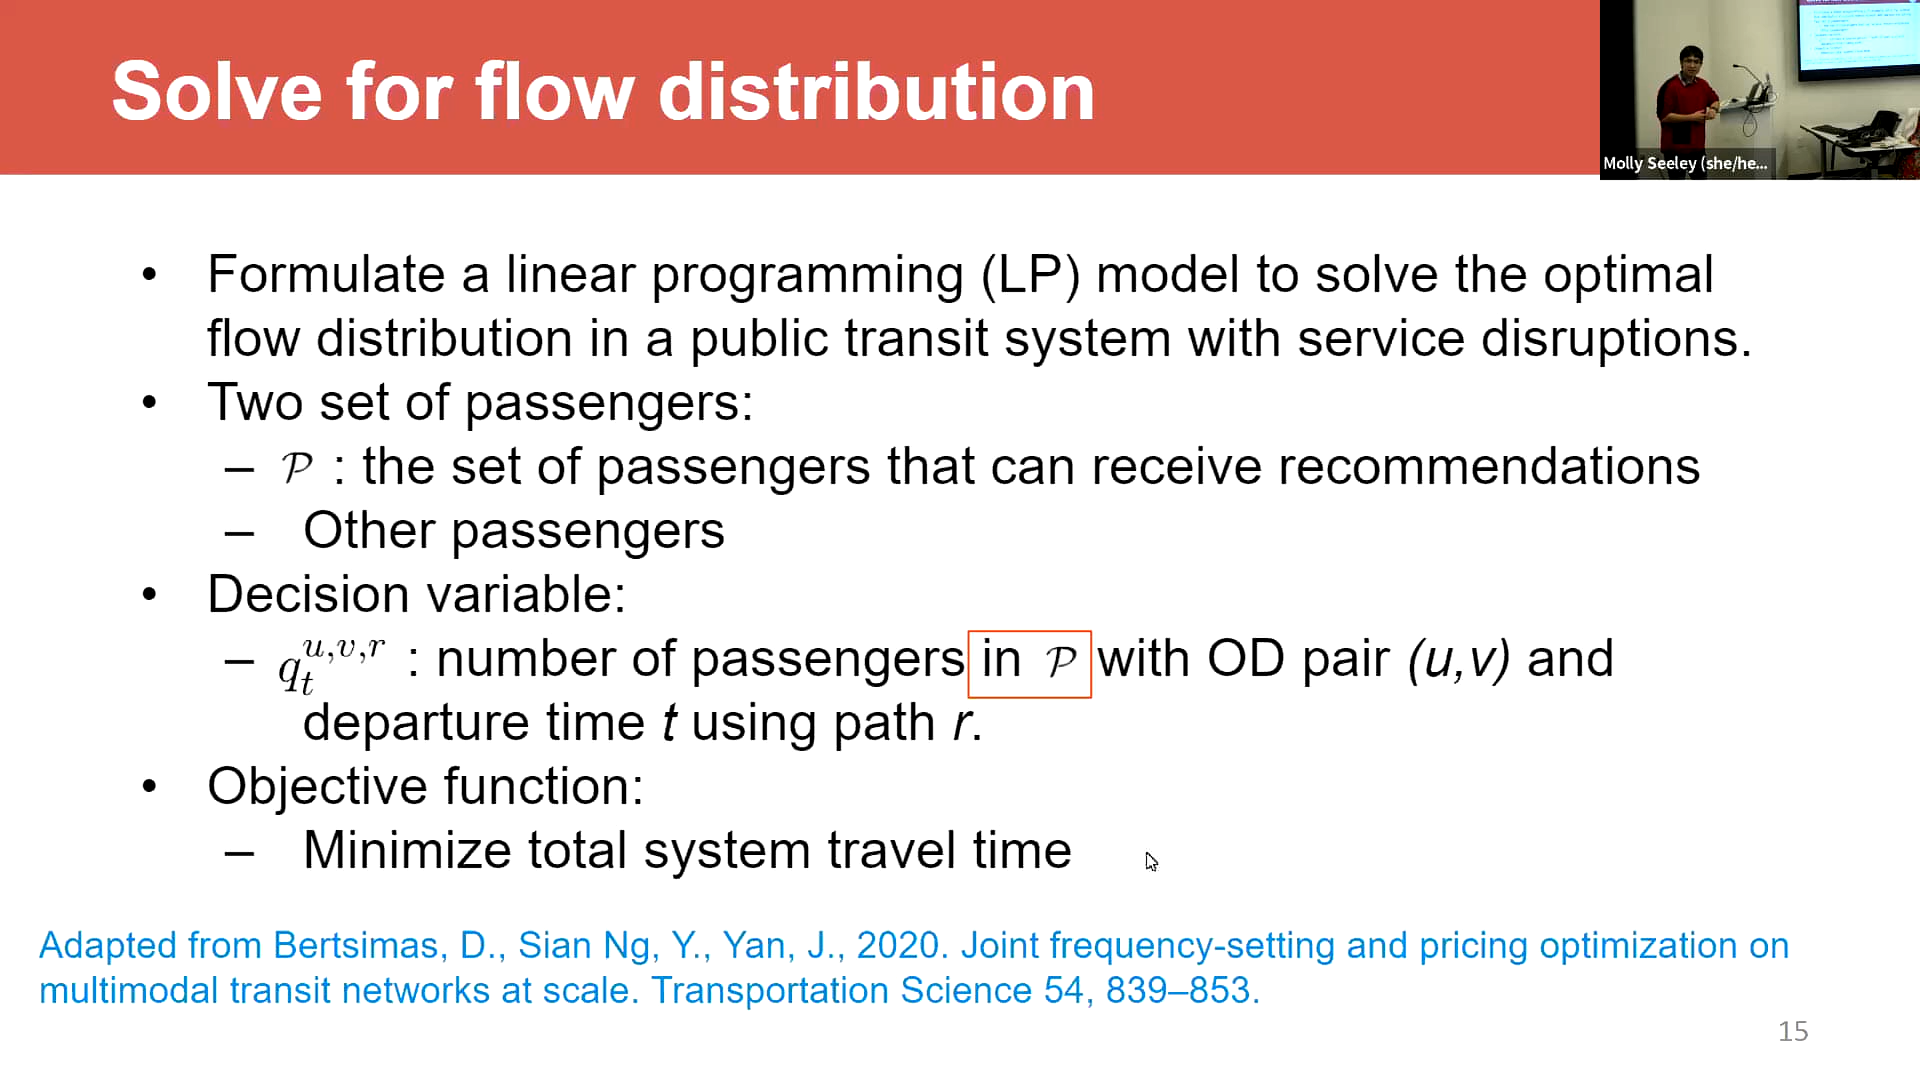 Solve for flow distribution
Molly Seeley (she/he...
• Formulate a linear programming (LP) model to solve the optimal
flow distribution in a public transit system with service disruptions.
• Two set of passengers:
– 𝒫 : the set of passengers that can receive recommendations
– Other passengers
• Decision variable:
– q_t^{u,v,r} : number of passengers in 𝒫 with OD pair (u,v) and
departure time t using path r.
• Objective function:
– Minimize total system travel time
Adapted from Bertsimas, D., Sian Ng, Y., Yan, J., 2020. Joint frequency-setting and pricing optimization on
multimodal transit networks at scale. Transportation Science 54, 839–853.
15